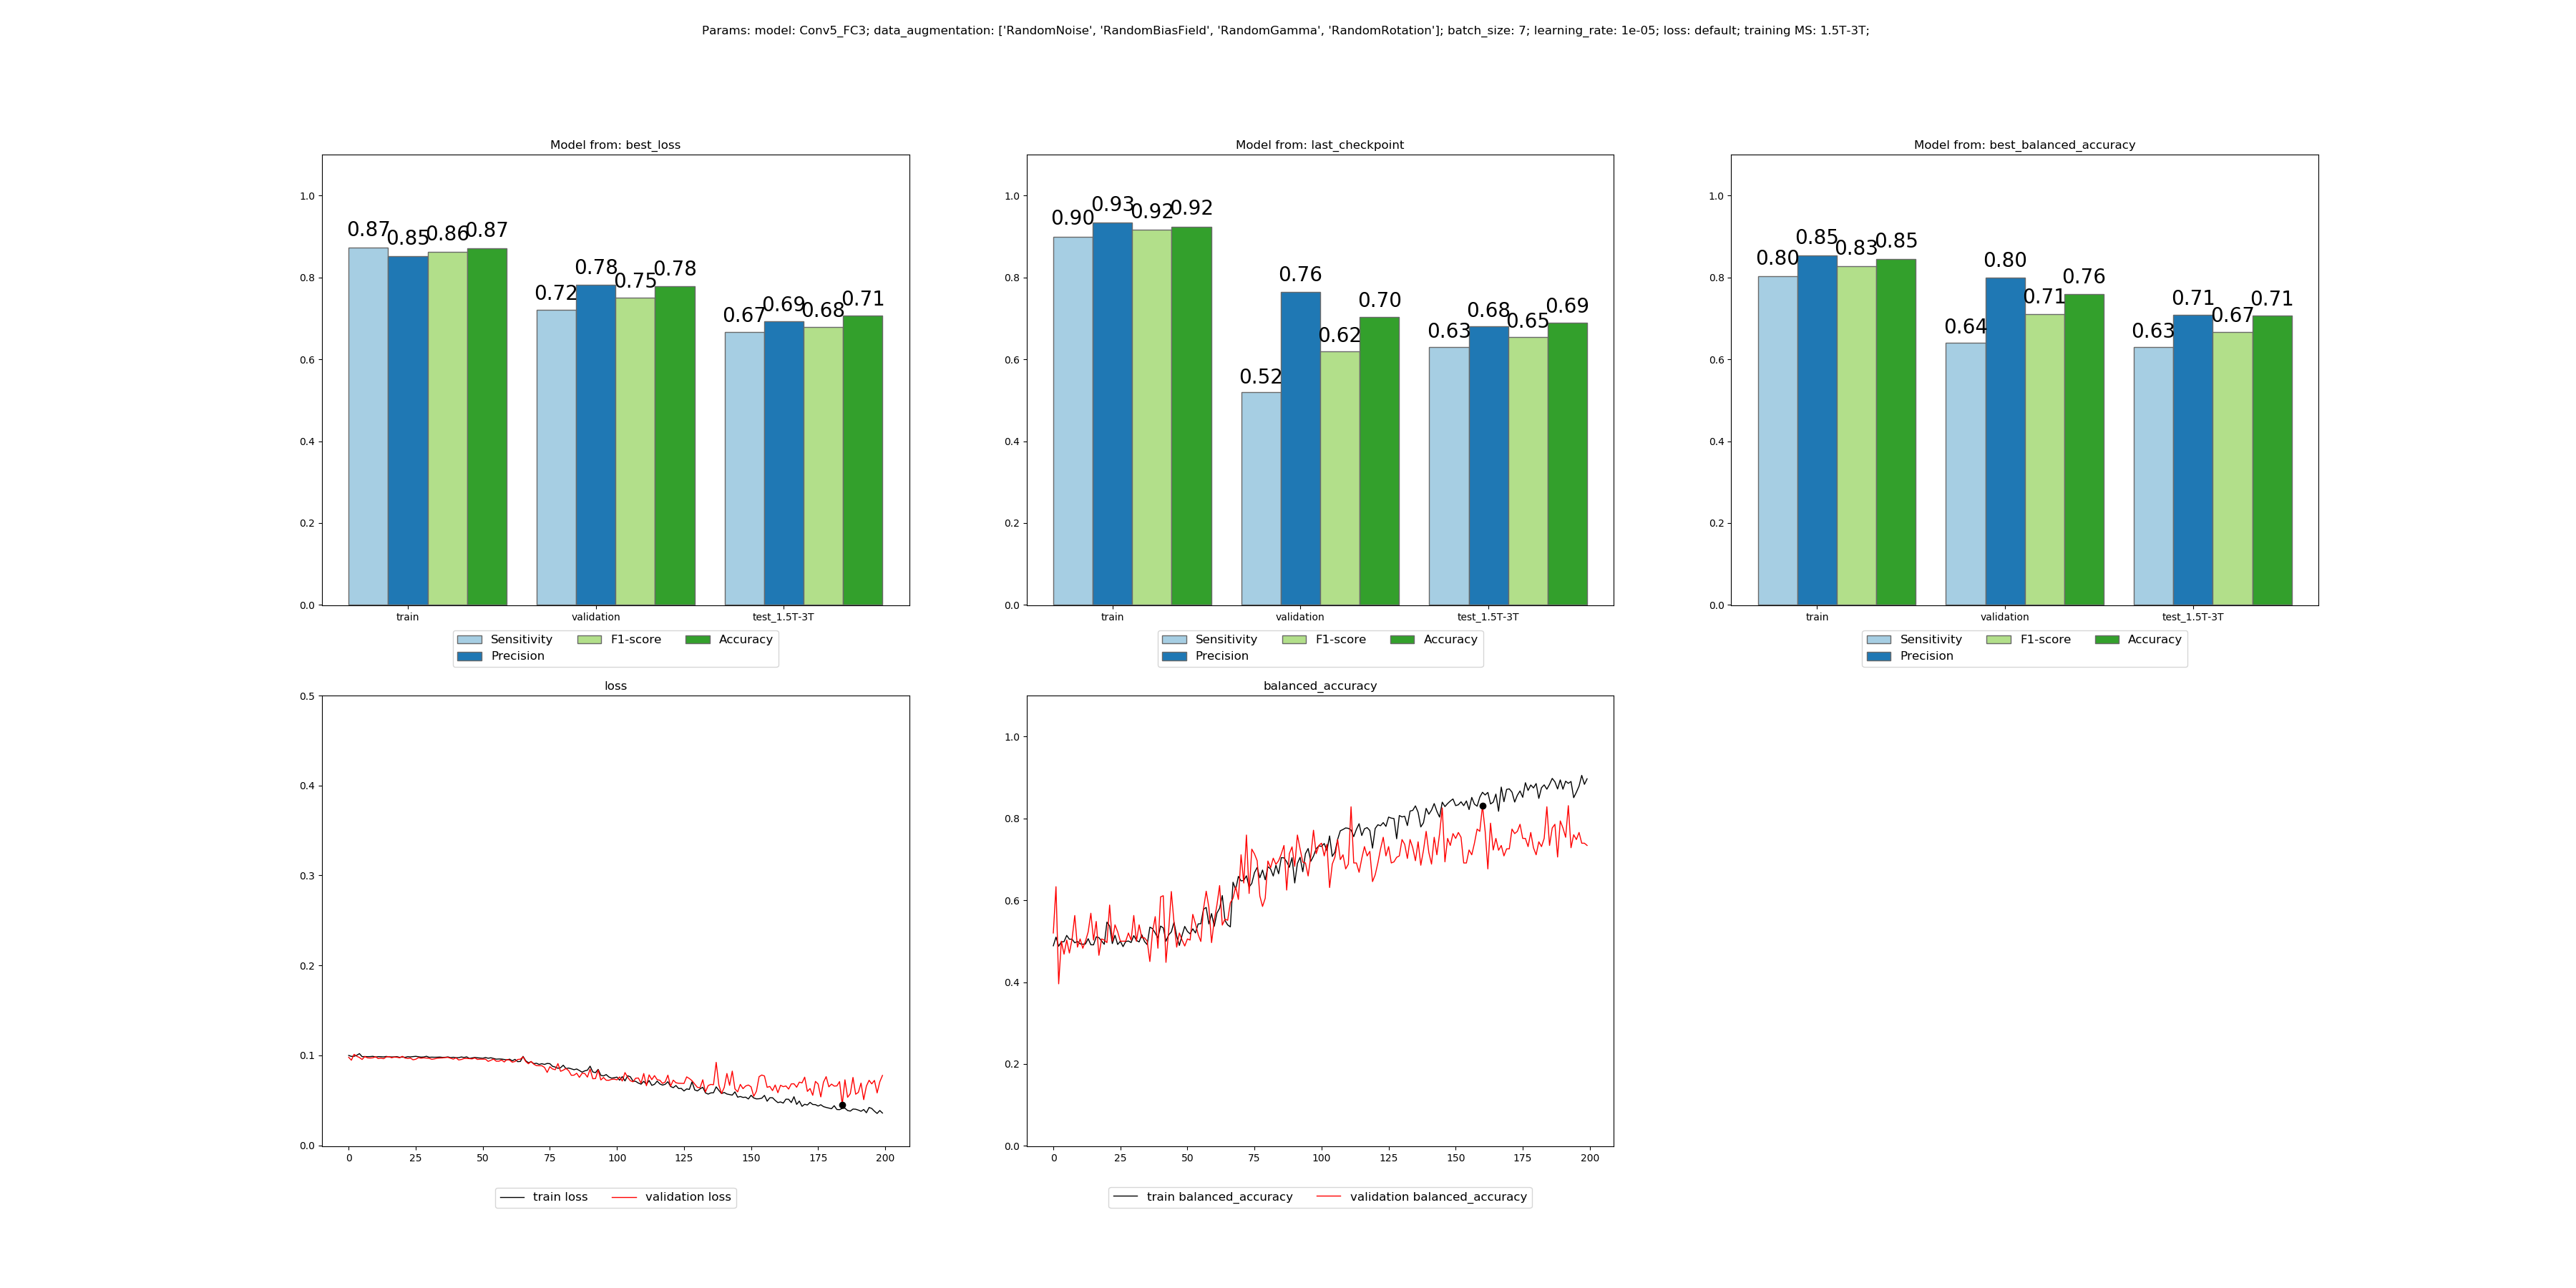 Params: model: Conv5_FC3; data_augmentation: ['RandomNoise', 'RandomBiasField', 'RandomGamma', 'RandomRotation']; batch_size: 7; learning_rate: 1e-05; loss: default; training MS: 1.5T-3T;
Model from: best_loss
1.0
0.8
0.6
0.4
0.2
0.0
0.87 0.85 0.86 0.87
0.72 0.78 0.75 0.78
0.67 0.69 0.68 0.71
train validation test_1.5T-3T
Sensitivity F1-score Accuracy
Precision
Model from: last_checkpoint
1.0
0.8
0.6
0.4
0.2
0.0
0.90 0.93 0.92 0.92
0.52 0.76 0.62 0.70
0.63 0.68 0.65 0.69
train validation test_1.5T-3T
Sensitivity F1-score Accuracy
Precision
Model from: best_balanced_accuracy
1.0
0.8
0.6
0.4
0.2
0.0
0.80 0.85 0.83 0.85
0.64 0.80 0.71 0.76
0.63 0.71 0.67 0.71
train validation test_1.5T-3T
Sensitivity F1-score Accuracy
Precision
loss
0.5
0.4
0.3
0.2
0.1
0.0
0 25 50 75 100 125 150 175 200
train loss validation loss
balanced_accuracy
1.0
0.8
0.6
0.4
0.2
0.0
0 25 50 75 100 125 150 175 200
train balanced_accuracy validation balanced_accuracy